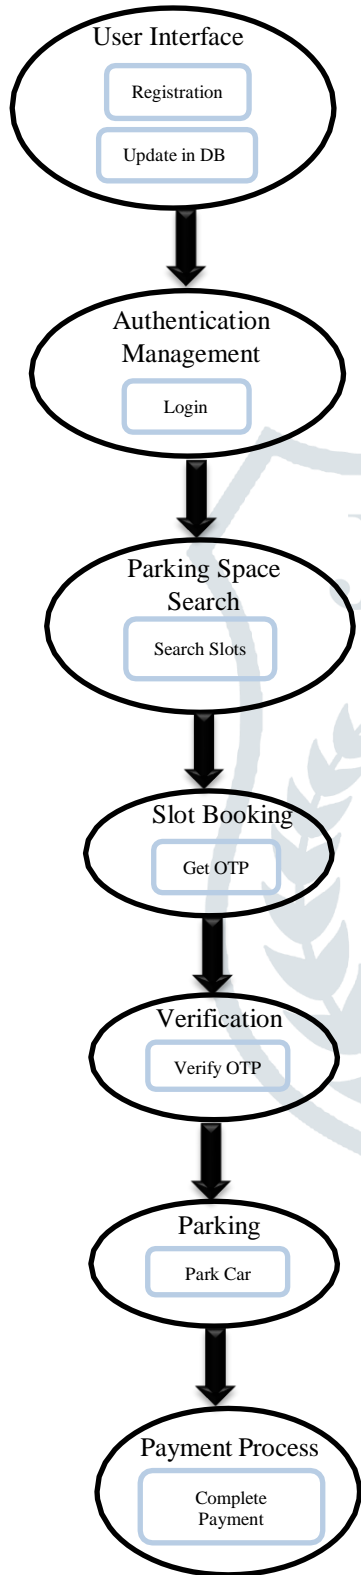 User Interface
Registration
Update in DB
Authentication
Management
Login
Parking Space
Search
Search Slots
Slot Booking
Get OTP
Verification
Verify OTP
Parking
Park Car
Payment Process
Complete
Payment